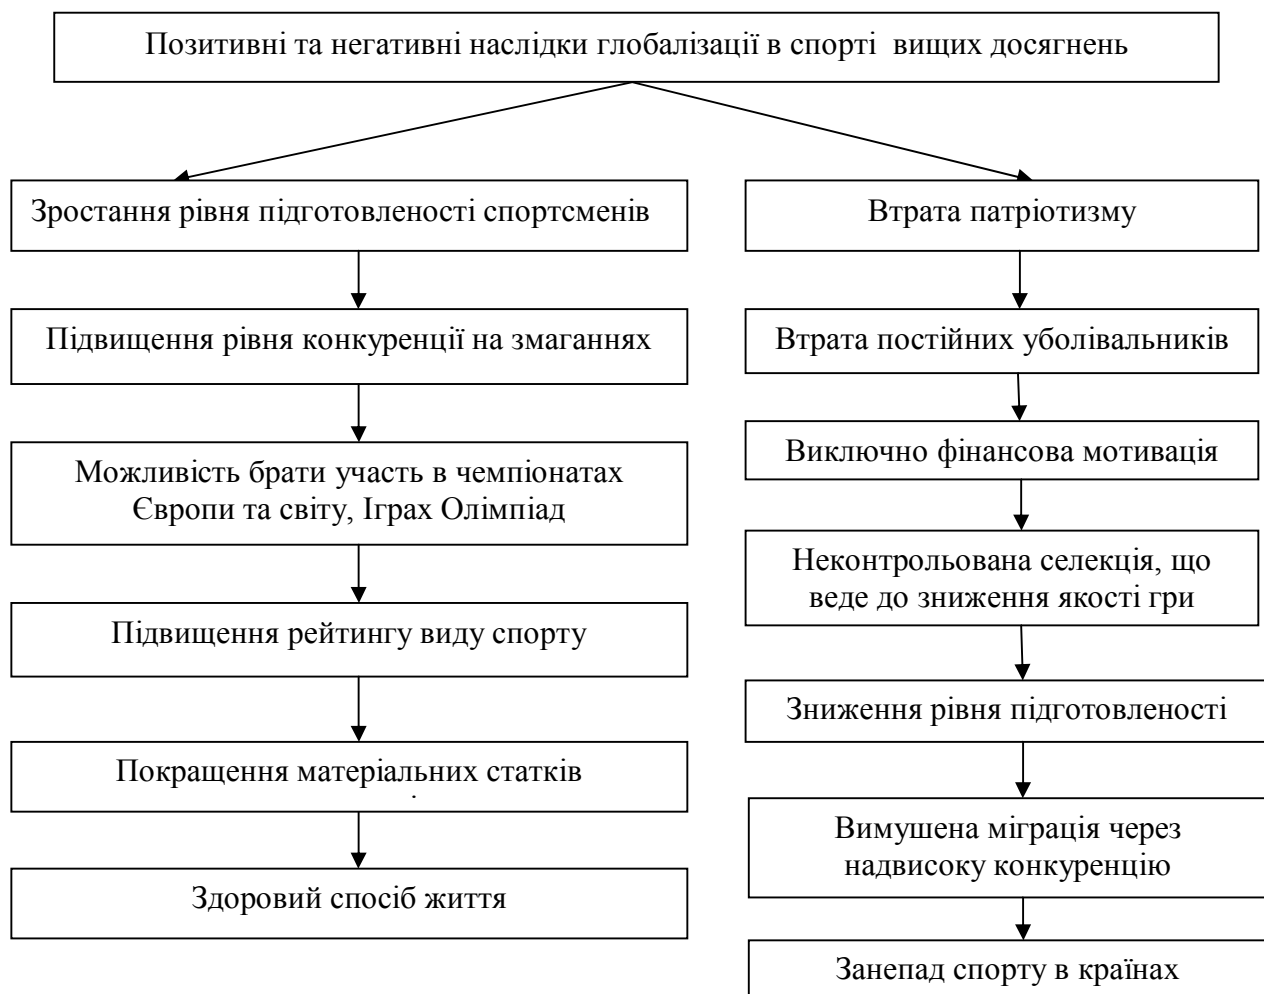 Позитивні та негативні наслідки глобалізації в спорті вищих досягнень
Зростання рівня підготовленості спортсменів
Підвищення рівня конкуренції на змаганнях
Можливість брати участь в чемпіонатах
Європи та світу, Іграх Олімпіад
Підвищення рейтингу виду спорту
Покращення матеріальних статків
Здоровий спосіб життя
Втрата патріотизму
Втрата постійних уболівальників
Виключно фінансова мотивація
Неконтрольована селекція, що
веде до зниження якості гри
Зниження рівня підготовленості
Вимушена міграція через
надвисоку конкуренцію
Занепад спорту в країнах